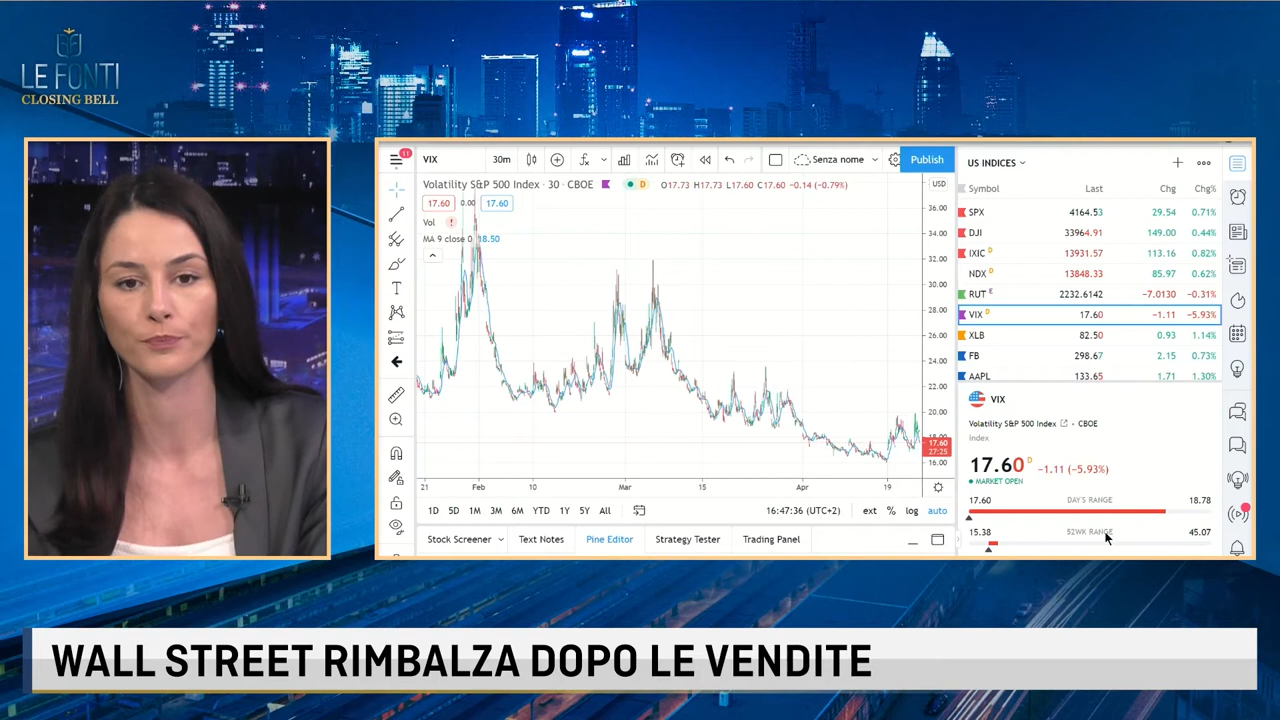 LE FONTI
CLOSING BELL
11
VIX
30m
Senza nome
Publish
Volatility S&P 500 Index · 30 · CBOE
D
O17.73 H17.73 L17.60 C17.60 −0.14 (−0.79%)
17.60
0.00
17.60
Vol
MA 9 close 0 18.50
USD
36.00
34.00
32.00
30.00
28.00
26.00
24.00
22.00
20.00
18.00
17.60
27:25
16.00
21
Feb
10
Mar
15
Apr
19
1D 5D 1M 3M 6M YTD 1Y 5Y All
16:47:36 (UTC+2)
ext % log auto
Stock Screener
Text Notes
Pine Editor
Strategy Tester
Trading Panel
US INDICES
Symbol Last Chg Chg%
SPX 4164.53 29.54 0.71%
DJI 33964.91 149.00 0.44%
IXIC D 13931.57 113.16 0.82%
NDX D 13848.33 85.97 0.62%
RUT E 2232.6142 −7.0130 −0.31%
VIX D 17.60 −1.11 −5.93%
XLB 82.50 0.93 1.14%
FB 298.67 2.15 0.73%
AAPL 133.65 1.71 1.30%
VIX
Volatility S&P 500 Index · CBOE
Index
17.60 D −1.11 (−5.93%)
MARKET OPEN
17.60 DAY'S RANGE 18.78
15.38 52WK RANGE 45.07
WALL STREET RIMBALZA DOPO LE VENDITE